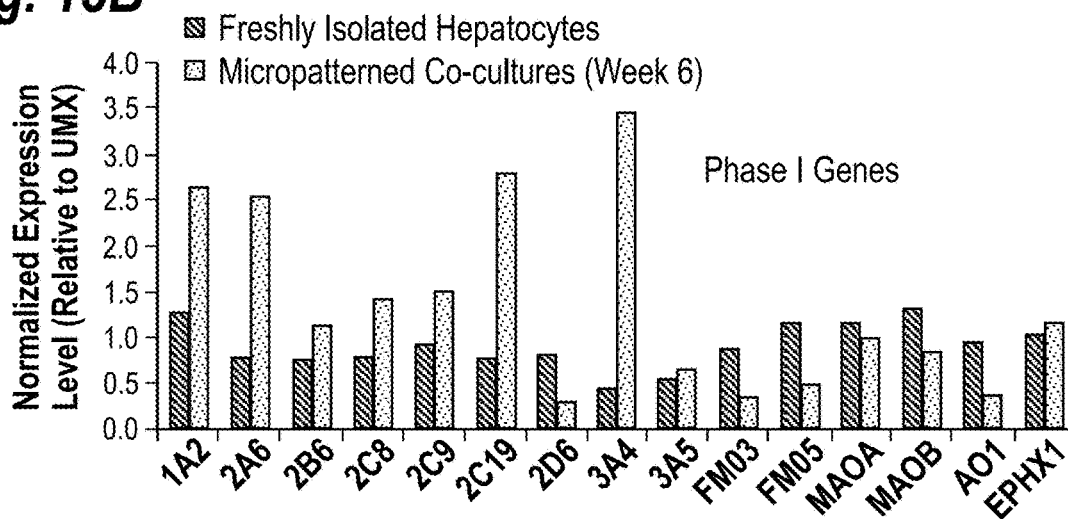 Freshly Isolated Hepatocytes
Micropatterned Co-cultures (Week 6)
Normalized Expression
Level (Relative to UMX)
4.0
3.5
3.0
2.5
2.0
1.5
1.0
0.5
0.0
Phase I Genes
1A2
2A6
2B6
2C8
2C9
2C19
2D6
3A4
3A5
FM03
FM05
MAOA
MAOB
AO1
EPHX1